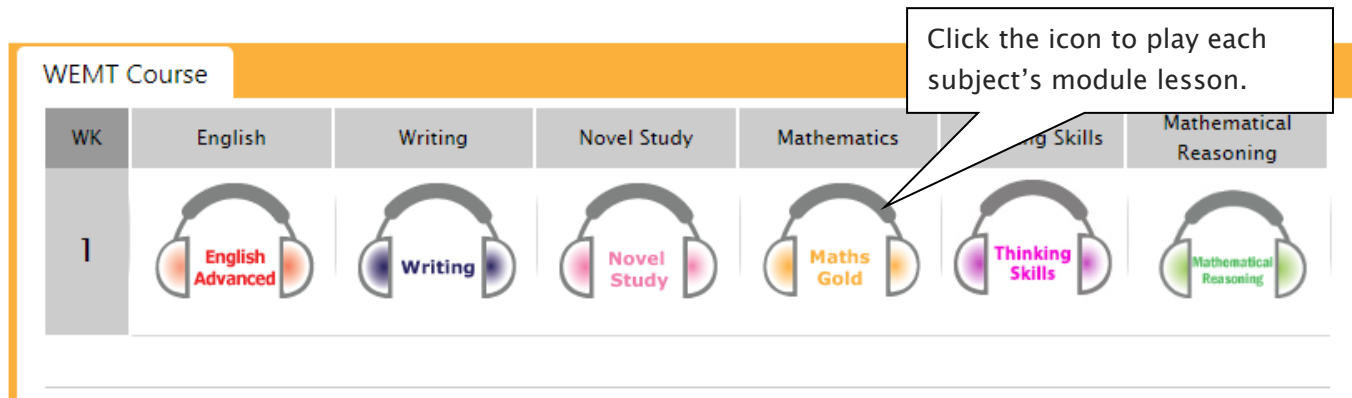 Click the icon to play each
subject's module lesson.
WEMT Course
WK
English
Writing
Novel Study
Mathematics
ng Skills
Mathematical
Reasoning
1
English
Advanced
Writing
Novel
Study
Maths
Gold
Thinking
Skills
Mathematical
Reasoning